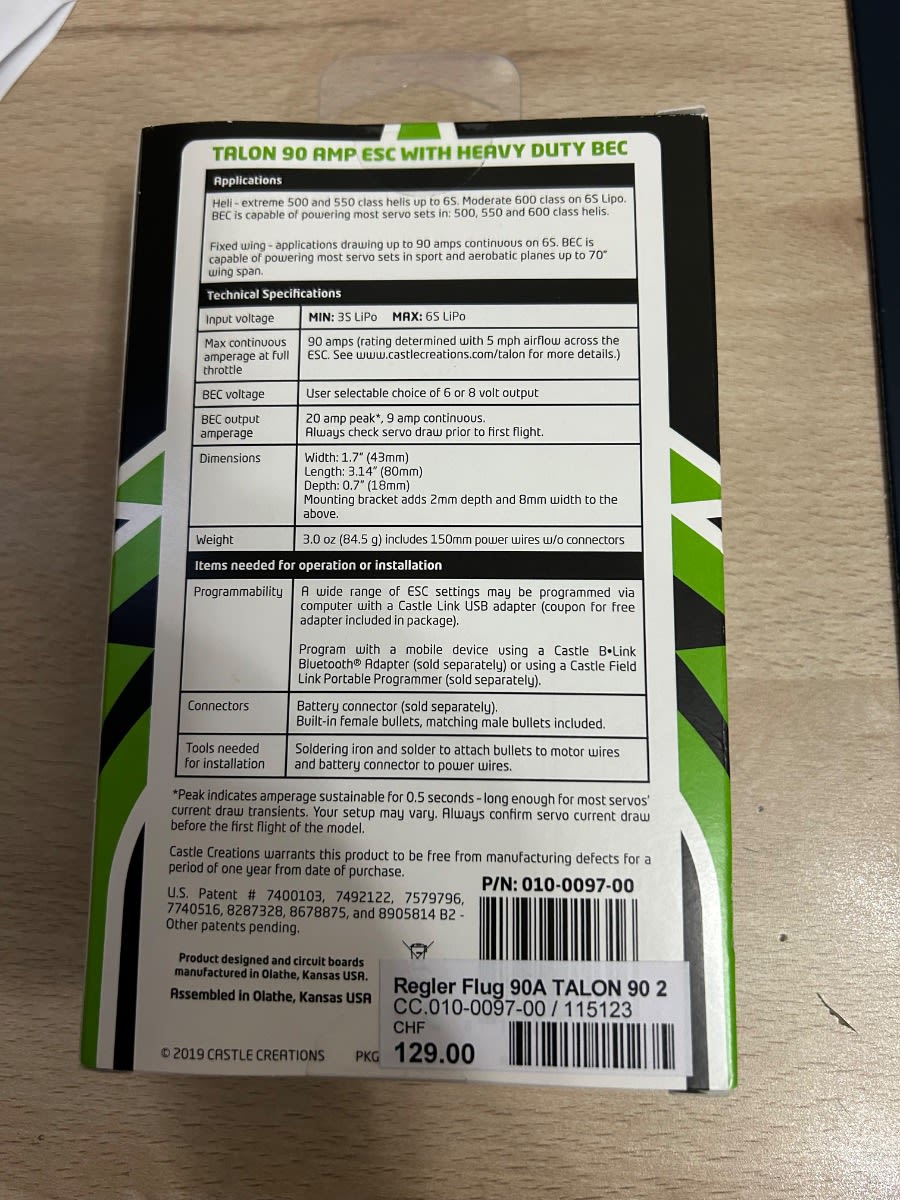 TALON 90 AMP ESC WITH HEAVY DUTY BEC
Applications
Heli - extreme 500 and 550 class helis up to 6S. Moderate 600 class on 6S Lipo.
BEC is capable of powering most servo sets in: 500, 550 and 600 class helis.
Fixed wing - applications drawing up to 90 amps continuous on 6S. BEC is
capable of powering most servo sets in sport and aerobatic planes up to 70"
wing span.
Technical Specifications
Input voltage
MIN: 3S LiPo MAX: 6S LiPo
Max continuous
amperage at full
throttle
90 amps (rating determined with 5 mph airflow across the
ESC. See www.castlecreations.com/talon for more details.)
BEC voltage
User selectable choice of 6 or 8 volt output
BEC output
amperage
20 amp peak*, 9 amp continuous.
Always check servo draw prior to first flight.
Dimensions
Width: 1.7" (43mm)
Length: 3.14" (80mm)
Depth: 0.7" (18mm)
Mounting bracket adds 2mm depth and 8mm width to the
above.
Weight
3.0 oz (84.5 g) includes 150mm power wires w/o connectors
Items needed for operation or installation
Programmability
A wide range of ESC settings may be programmed via
computer with a Castle Link USB adapter (coupon for free
adapter included in package).
Program with a mobile device using a Castle B•Link
Bluetooth® Adapter (sold separately) or using a Castle Field
Link Portable Programmer (sold separately).
Connectors
Battery connector (sold separately).
Built-in female bullets, matching male bullets included.
Tools needed
for installation
Soldering iron and solder to attach bullets to motor wires
and battery connector to power wires.
*Peak indicates amperage sustainable for 0.5 seconds - long enough for most servos'
current draw transients. Your setup may vary. Always confirm servo current draw
before the first flight of the model.
Castle Creations warrants this product to be free from manufacturing defects for a
period of one year from date of purchase.
P/N: 010-0097-00
U.S. Patent # 7400103, 7492122, 7579796,
7740516, 8287328, 8678875, and 8905814 B2 -
Other patents pending.
Product designed and circuit boards
manufactured in Olathe, Kansas USA.
Assembled in Olathe, Kansas USA
© 2019 CASTLE CREATIONS PKG
Regler Flug 90A TALON 90 2
CC.010-0097-00 / 115123
CHF
129.00